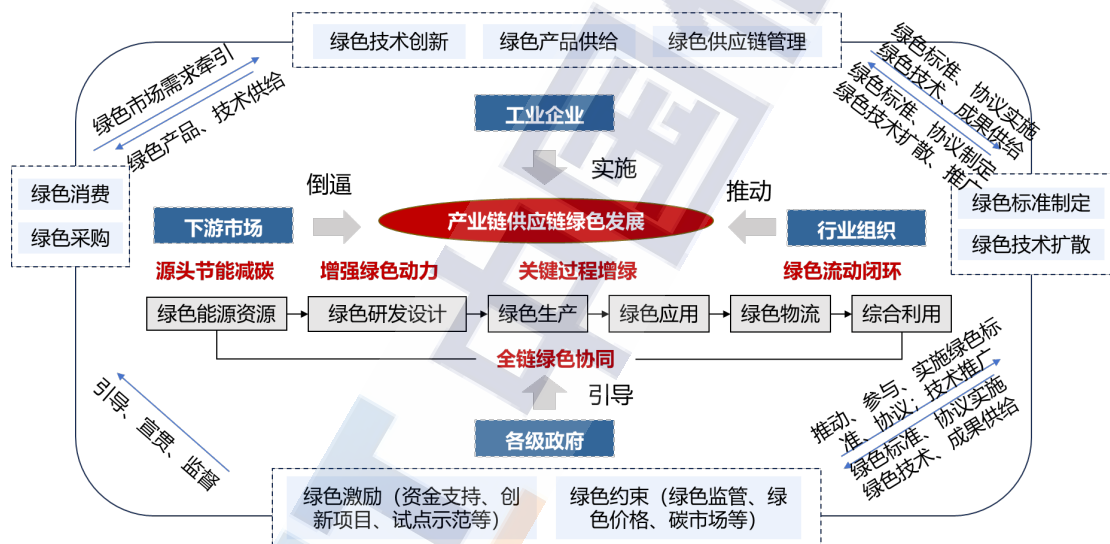 绿色技术创新
绿色产品供给
绿色供应链管理
绿色市场需求牵引
绿色产品、技术供给
绿色标准、协议实施
绿色技术、成果供给
绿色标准、协议制定
绿色技术扩散、推广
工业企业
实施
绿色消费
绿色采购
倒逼
推动
绿色标准制定
绿色技术扩散
下游市场
产业链供应链绿色发展
行业组织
源头节能减碳
增强绿色动力
关键过程增绿
绿色流动闭环
绿色能源资源
绿色研发设计
绿色生产
绿色应用
绿色物流
综合利用
全链绿色协同
引导
引导、宣贯、监督
推动、参与、实施绿色标
准、协议；技术推广
绿色标准、协议实施
绿色技术、成果供给
各级政府
绿色激励（资金支持、创
新项目、试点示范等）
绿色约束（绿色监管、绿
色价格、碳市场等）